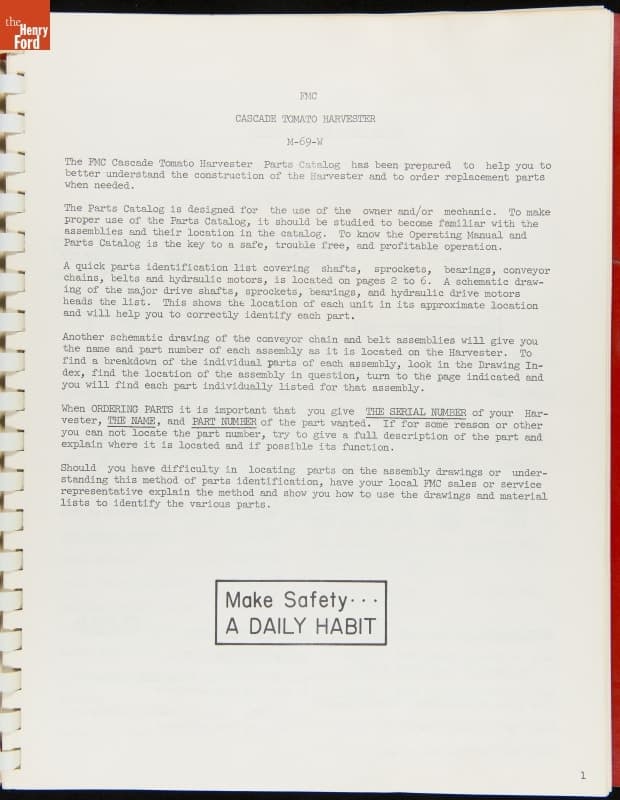 the
Henry
Ford
FMC
CASCADE TOMATO HARVESTER
M-69-W
The FMC Cascade Tomato Harvester Parts Catalog has been prepared to help you to
better understand the construction of the Harvester and to order replacement parts
when needed.
The Parts Catalog is designed for the use of the owner and/or mechanic. To make
proper use of the Parts Catalog, it should be studied to become familiar with the
assemblies and their location in the catalog. To know the Operating Manual and
Parts Catalog is the key to a safe, trouble free, and profitable operation.
A quick parts identification list covering shafts, sprockets, bearings, conveyor
chains, belts and hydraulic motors, is located on pages 2 to 6. A schematic draw-
ing of the major drive shafts, sprockets, bearings, and hydraulic drive motors
heads the list. This shows the location of each unit in its approximate location
and will help you to correctly identify each part.
Another schematic drawing of the conveyor chain and belt assemblies will give you
the name and part number of each assembly as it is located on the Harvester. To
find a breakdown of the individual parts of each assembly, look in the Drawing In-
dex, find the location of the assembly in question, turn to the page indicated and
you will find each part individually listed for that assembly.
When ORDERING PARTS it is important that you give THE SERIAL NUMBER of your Har-
vester, THE NAME, and PART NUMBER of the part wanted. If for some reason or other
you can not locate the part number, try to give a full description of the part and
explain where it is located and if possible its function.
Should you have difficulty in locating parts on the assembly drawings or under-
standing this method of parts identification, have your local FMC sales or service
representative explain the method and show you how to use the drawings and material
lists to identify the various parts.
Make Safety...
A DAILY HABIT
1